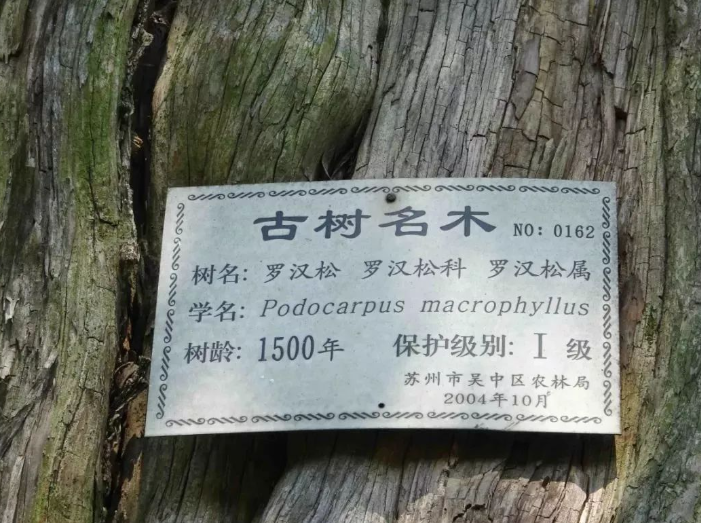 古树名木 NO: 0162
树名: 罗汉松 罗汉松科 罗汉松属
学名: Podocarpus macrophyllus
树龄: 1500年 保护级别: I 级
苏州市吴中区农林局
2004年10月